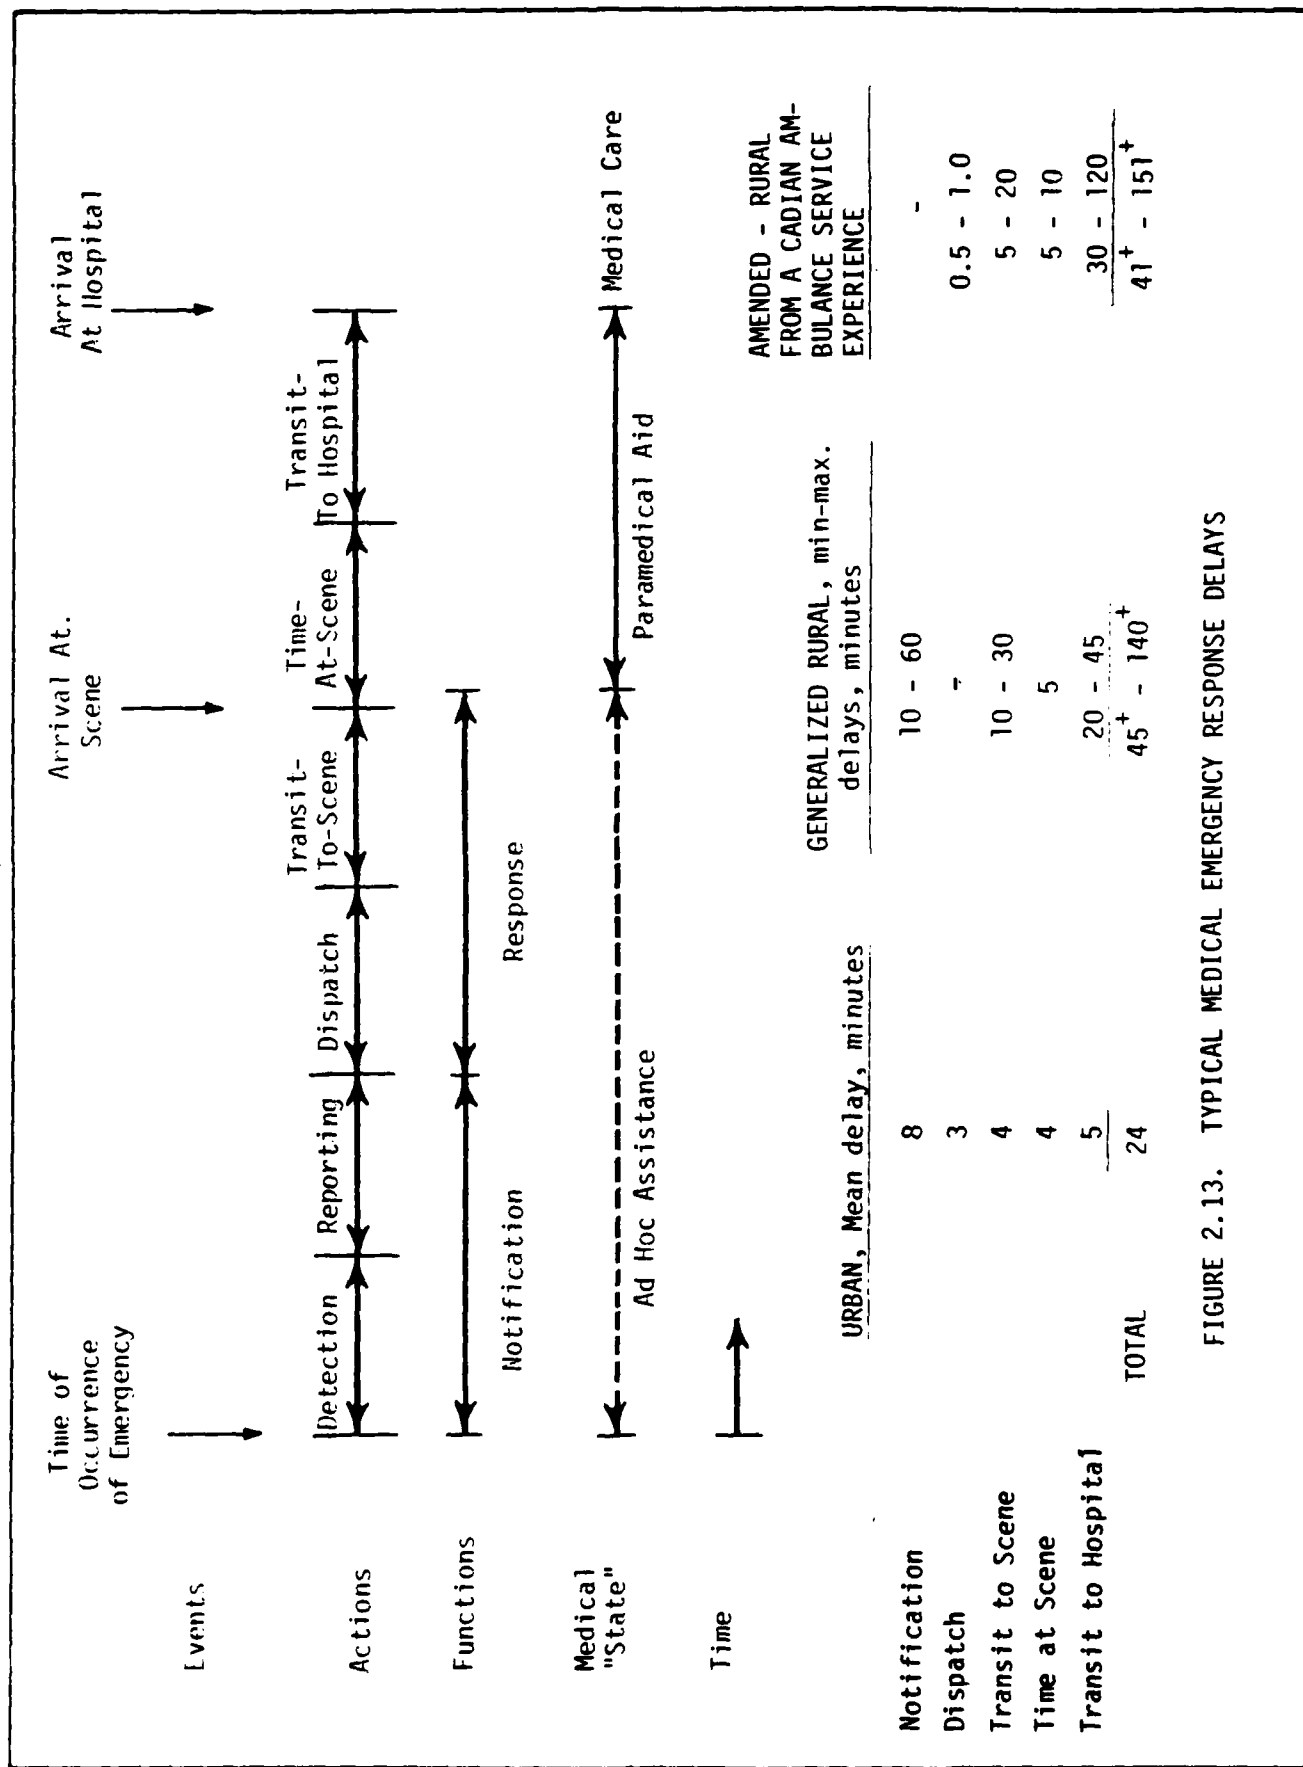 Time of
Occurrence
of Emergency
Arrival At
Scene
Arrival
At Hospital
Events
Actions
Detection
Reporting
Dispatch
Transit-
To-Scene
Time-
At-Scene
Transit-
To Hospital
Functions
Notification
Response
Medical
"State"
Ad Hoc Assistance
Paramedical Aid
Medical Care
Time
URBAN, Mean delay, minutes
GENERALIZED RURAL, min-max.
delays, minutes
AMENDED - RURAL
FROM A CADIAN AM-
BULANCE SERVICE
EXPERIENCE
Notification 8 10 - 60 -
Dispatch 3 - 0.5 - 1.0
Transit to Scene 4 10 - 30 5 - 20
Time at Scene 4 5 5 - 10
Transit to Hospital 5 20 - 45 30 - 120
TOTAL 24 45+ - 140+ 41+ - 151+
FIGURE 2.13. TYPICAL MEDICAL EMERGENCY RESPONSE DELAYS